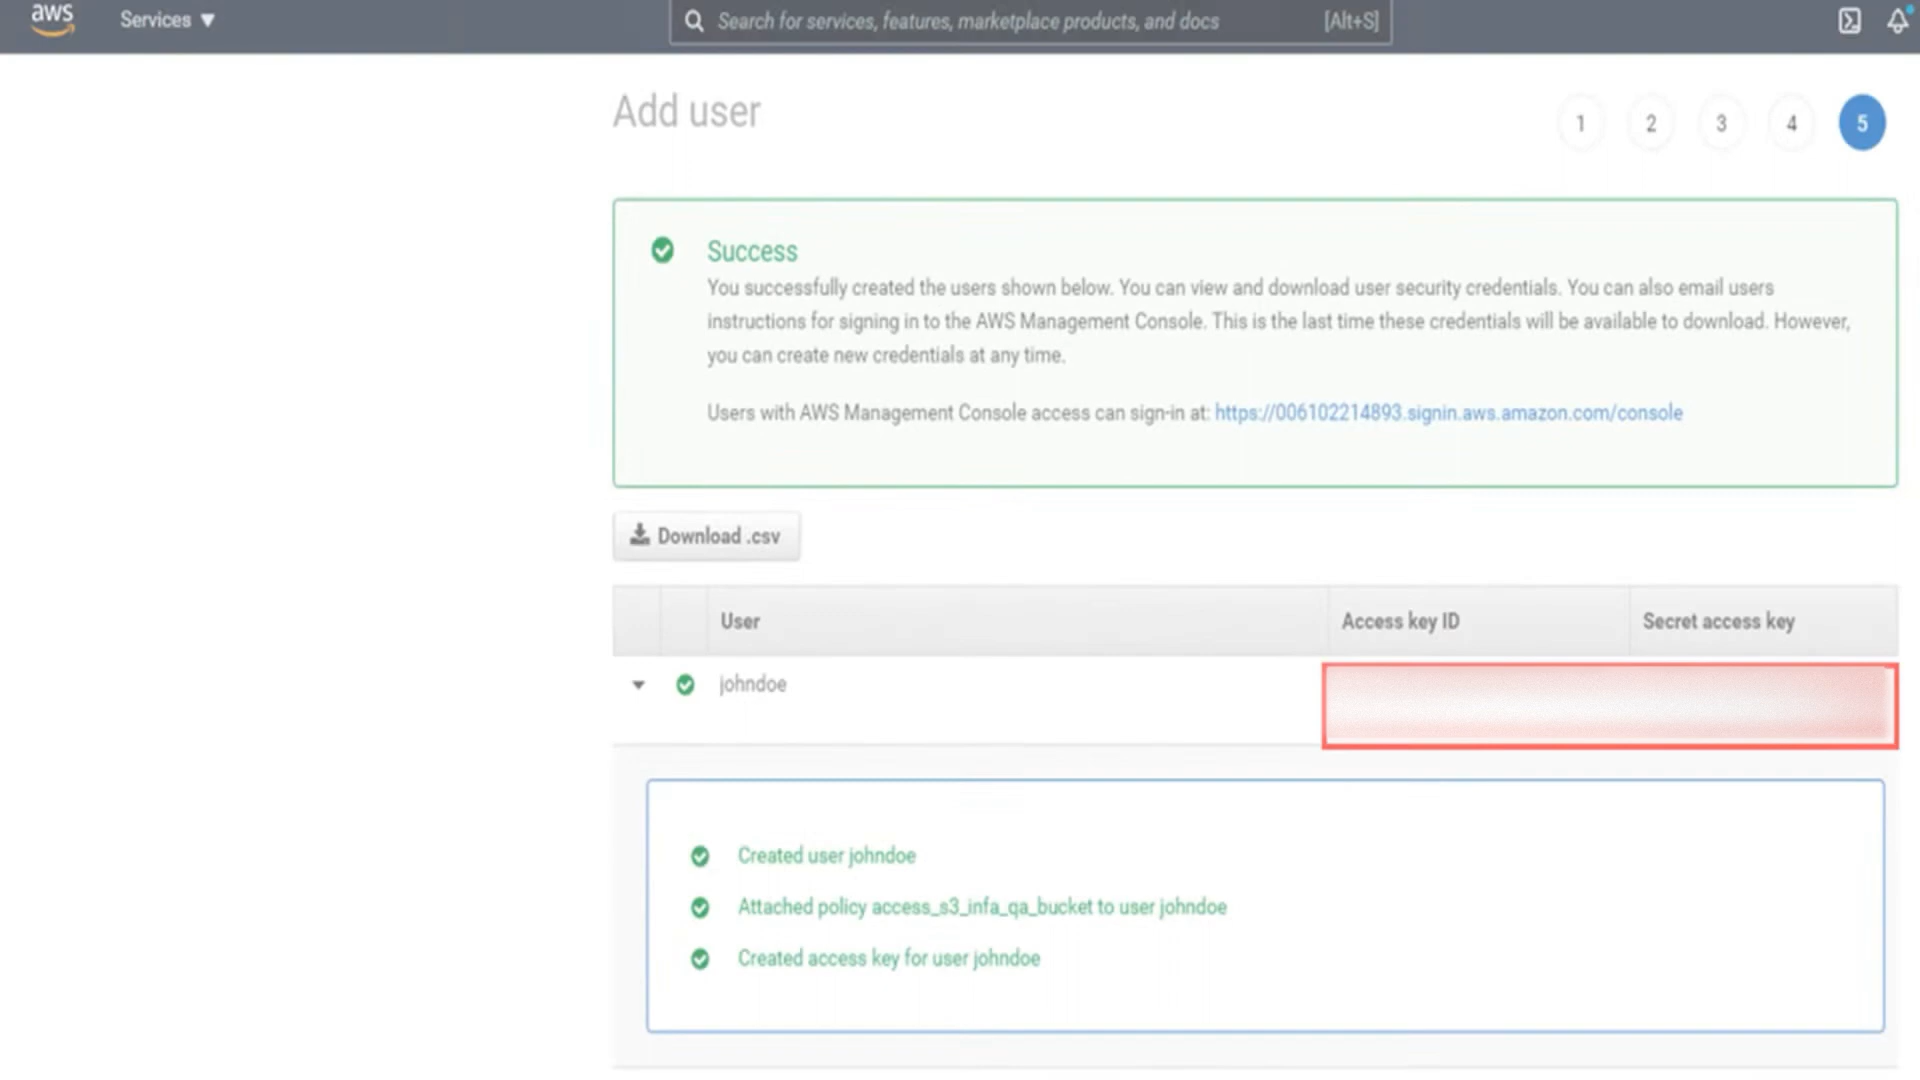 aws
Services ▼
Search for services, features, marketplace products, and docs [Alt+S]
Add user
1 2 3 4 5
Success
You successfully created the users shown below. You can view and download user security credentials. You can also email users
instructions for signing in to the AWS Management Console. This is the last time these credentials will be available to download. However,
you can create new credentials at any time.
Users with AWS Management Console access can sign-in at: https://006102214893.signin.aws.amazon.com/console
Download .csv
User Access key ID Secret access key
johndoe
Created user johndoe
Attached policy access_s3_infa_qa_bucket to user johndoe
Created access key for user johndoe